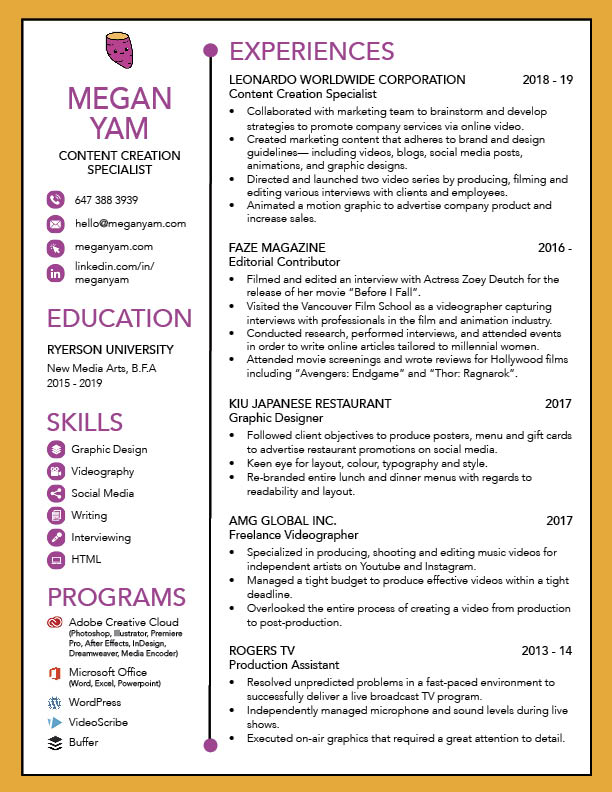 MEGAN
YAM
CONTENT CREATION
SPECIALIST
647 388 3939
hello@meganyam.com
meganyam.com
linkedin.com/in/
meganyam
EDUCATION
RYERSON UNIVERSITY
New Media Arts, B.F.A
2015 - 2019
SKILLS
Graphic Design
Videography
Social Media
Writing
Interviewing
HTML
PROGRAMS
Adobe Creative Cloud
(Photoshop, Illustrator, Premiere
Pro, After Effects, InDesign,
Dreamweaver, Media Encoder)
Microsoft Office
(Word, Excel, Powerpoint)
WordPress
VideoScribe
Buffer
EXPERIENCES
LEONARDO WORLDWIDE CORPORATION 2018 - 19
Content Creation Specialist
• Collaborated with marketing team to brainstorm and develop
strategies to promote company services via online video.
• Created marketing content that adheres to brand and design
guidelines— including videos, blogs, social media posts,
animations, and graphic designs.
• Directed and launched two video series by producing, filming and
editing various interviews with clients and employees.
• Animated a motion graphic to advertise company product and
increase sales.
FAZE MAGAZINE 2016 -
Editorial Contributor
• Filmed and edited an interview with Actress Zoey Deutch for the
release of her movie “Before I Fall”.
• Visited the Vancouver Film School as a videographer capturing
interviews with professionals in the film and animation industry.
• Conducted research, performed interviews, and attended events
in order to write online articles tailored to millennial women.
• Attended movie screenings and wrote reviews for Hollywood films
including “Avengers: Endgame” and “Thor: Ragnarok”.
KIU JAPANESE RESTAURANT 2017
Graphic Designer
• Followed client objectives to produce posters, menu and gift cards
to advertise restaurant promotions on social media.
• Keen eye for layout, colour, typography and style.
• Re-branded entire lunch and dinner menus with regards to
readability and layout.
AMG GLOBAL INC. 2017
Freelance Videographer
• Specialized in producing, shooting and editing music videos for
independent artists on Youtube and Instagram.
• Managed a tight budget to produce effective videos within a tight
deadline.
• Overlooked the entire process of creating a video from production
to post-production.
ROGERS TV 2013 - 14
Production Assistant
• Resolved unpredicted problems in a fast-paced environment to
successfully deliver a live broadcast TV program.
• Independently managed microphone and sound levels during live
shows.
• Executed on-air graphics that required a great attention to detail.